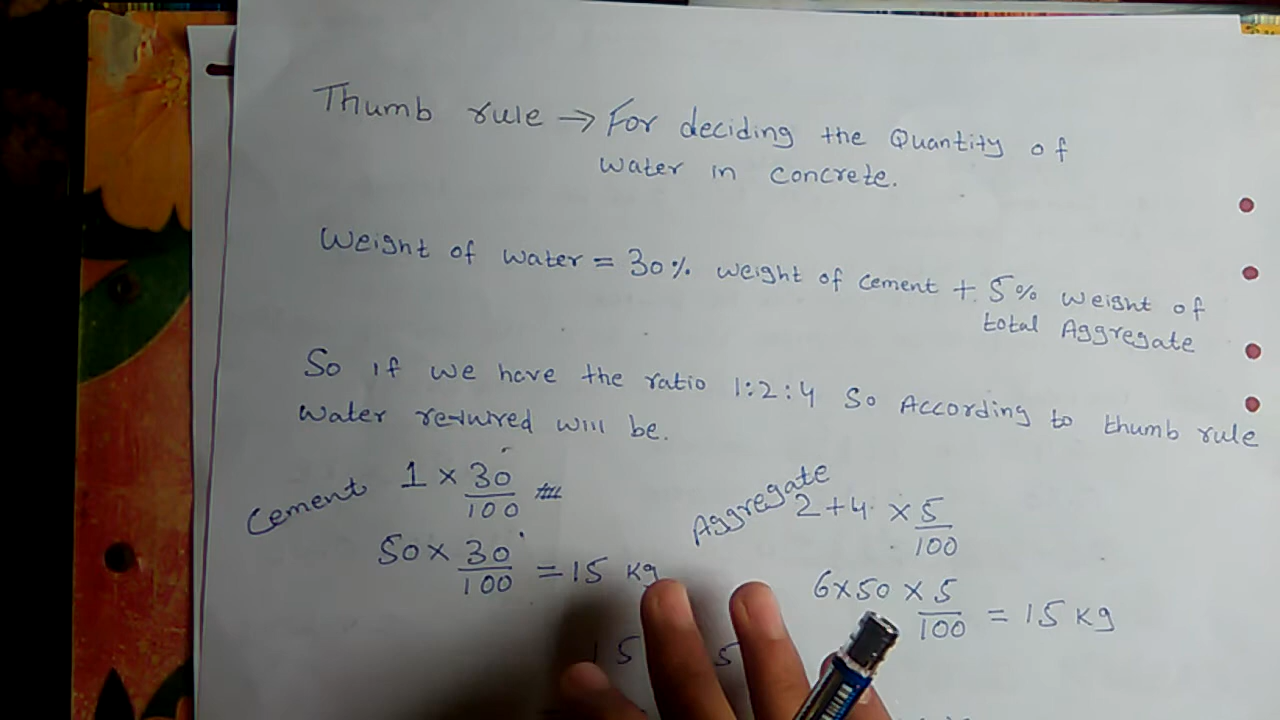 Thumb rule → For deciding the Quantity of
Water in concrete.
Weight of water = 30% weight of cement + 5% weight of
total Aggregate
So if we have the ratio 1:2:4 So According to thumb rule
Water required will be.
Cement 1 × 30/100
50 × 30/100 = 15 kg
Aggregate 2+4 × 5/100
6×50 × 5/100 = 15 kg
15 5